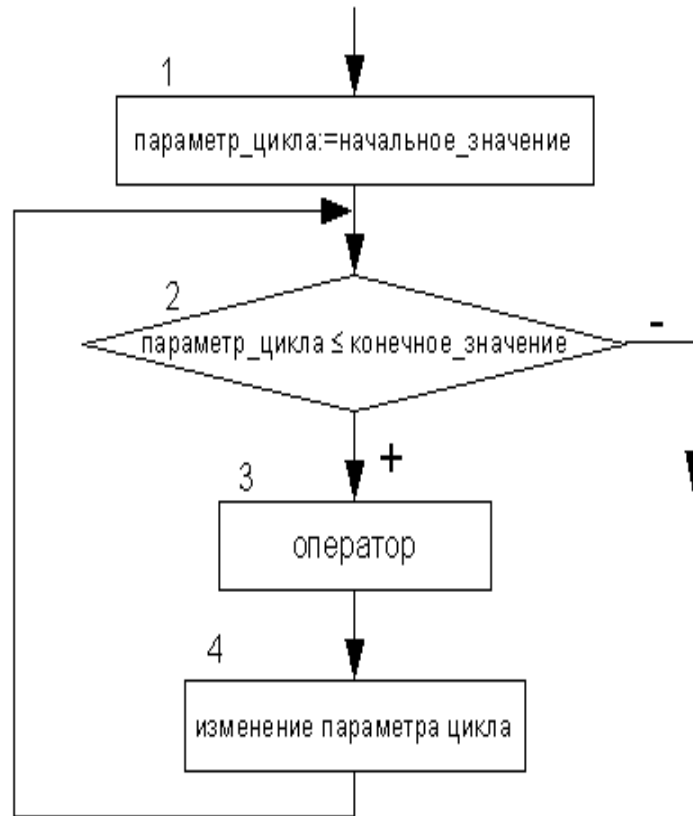 1
параметр_цикла:=начальное_значение
2
параметр_цикла ≤ конечное_значение
-
+
3
оператор
4
изменение параметра цикла